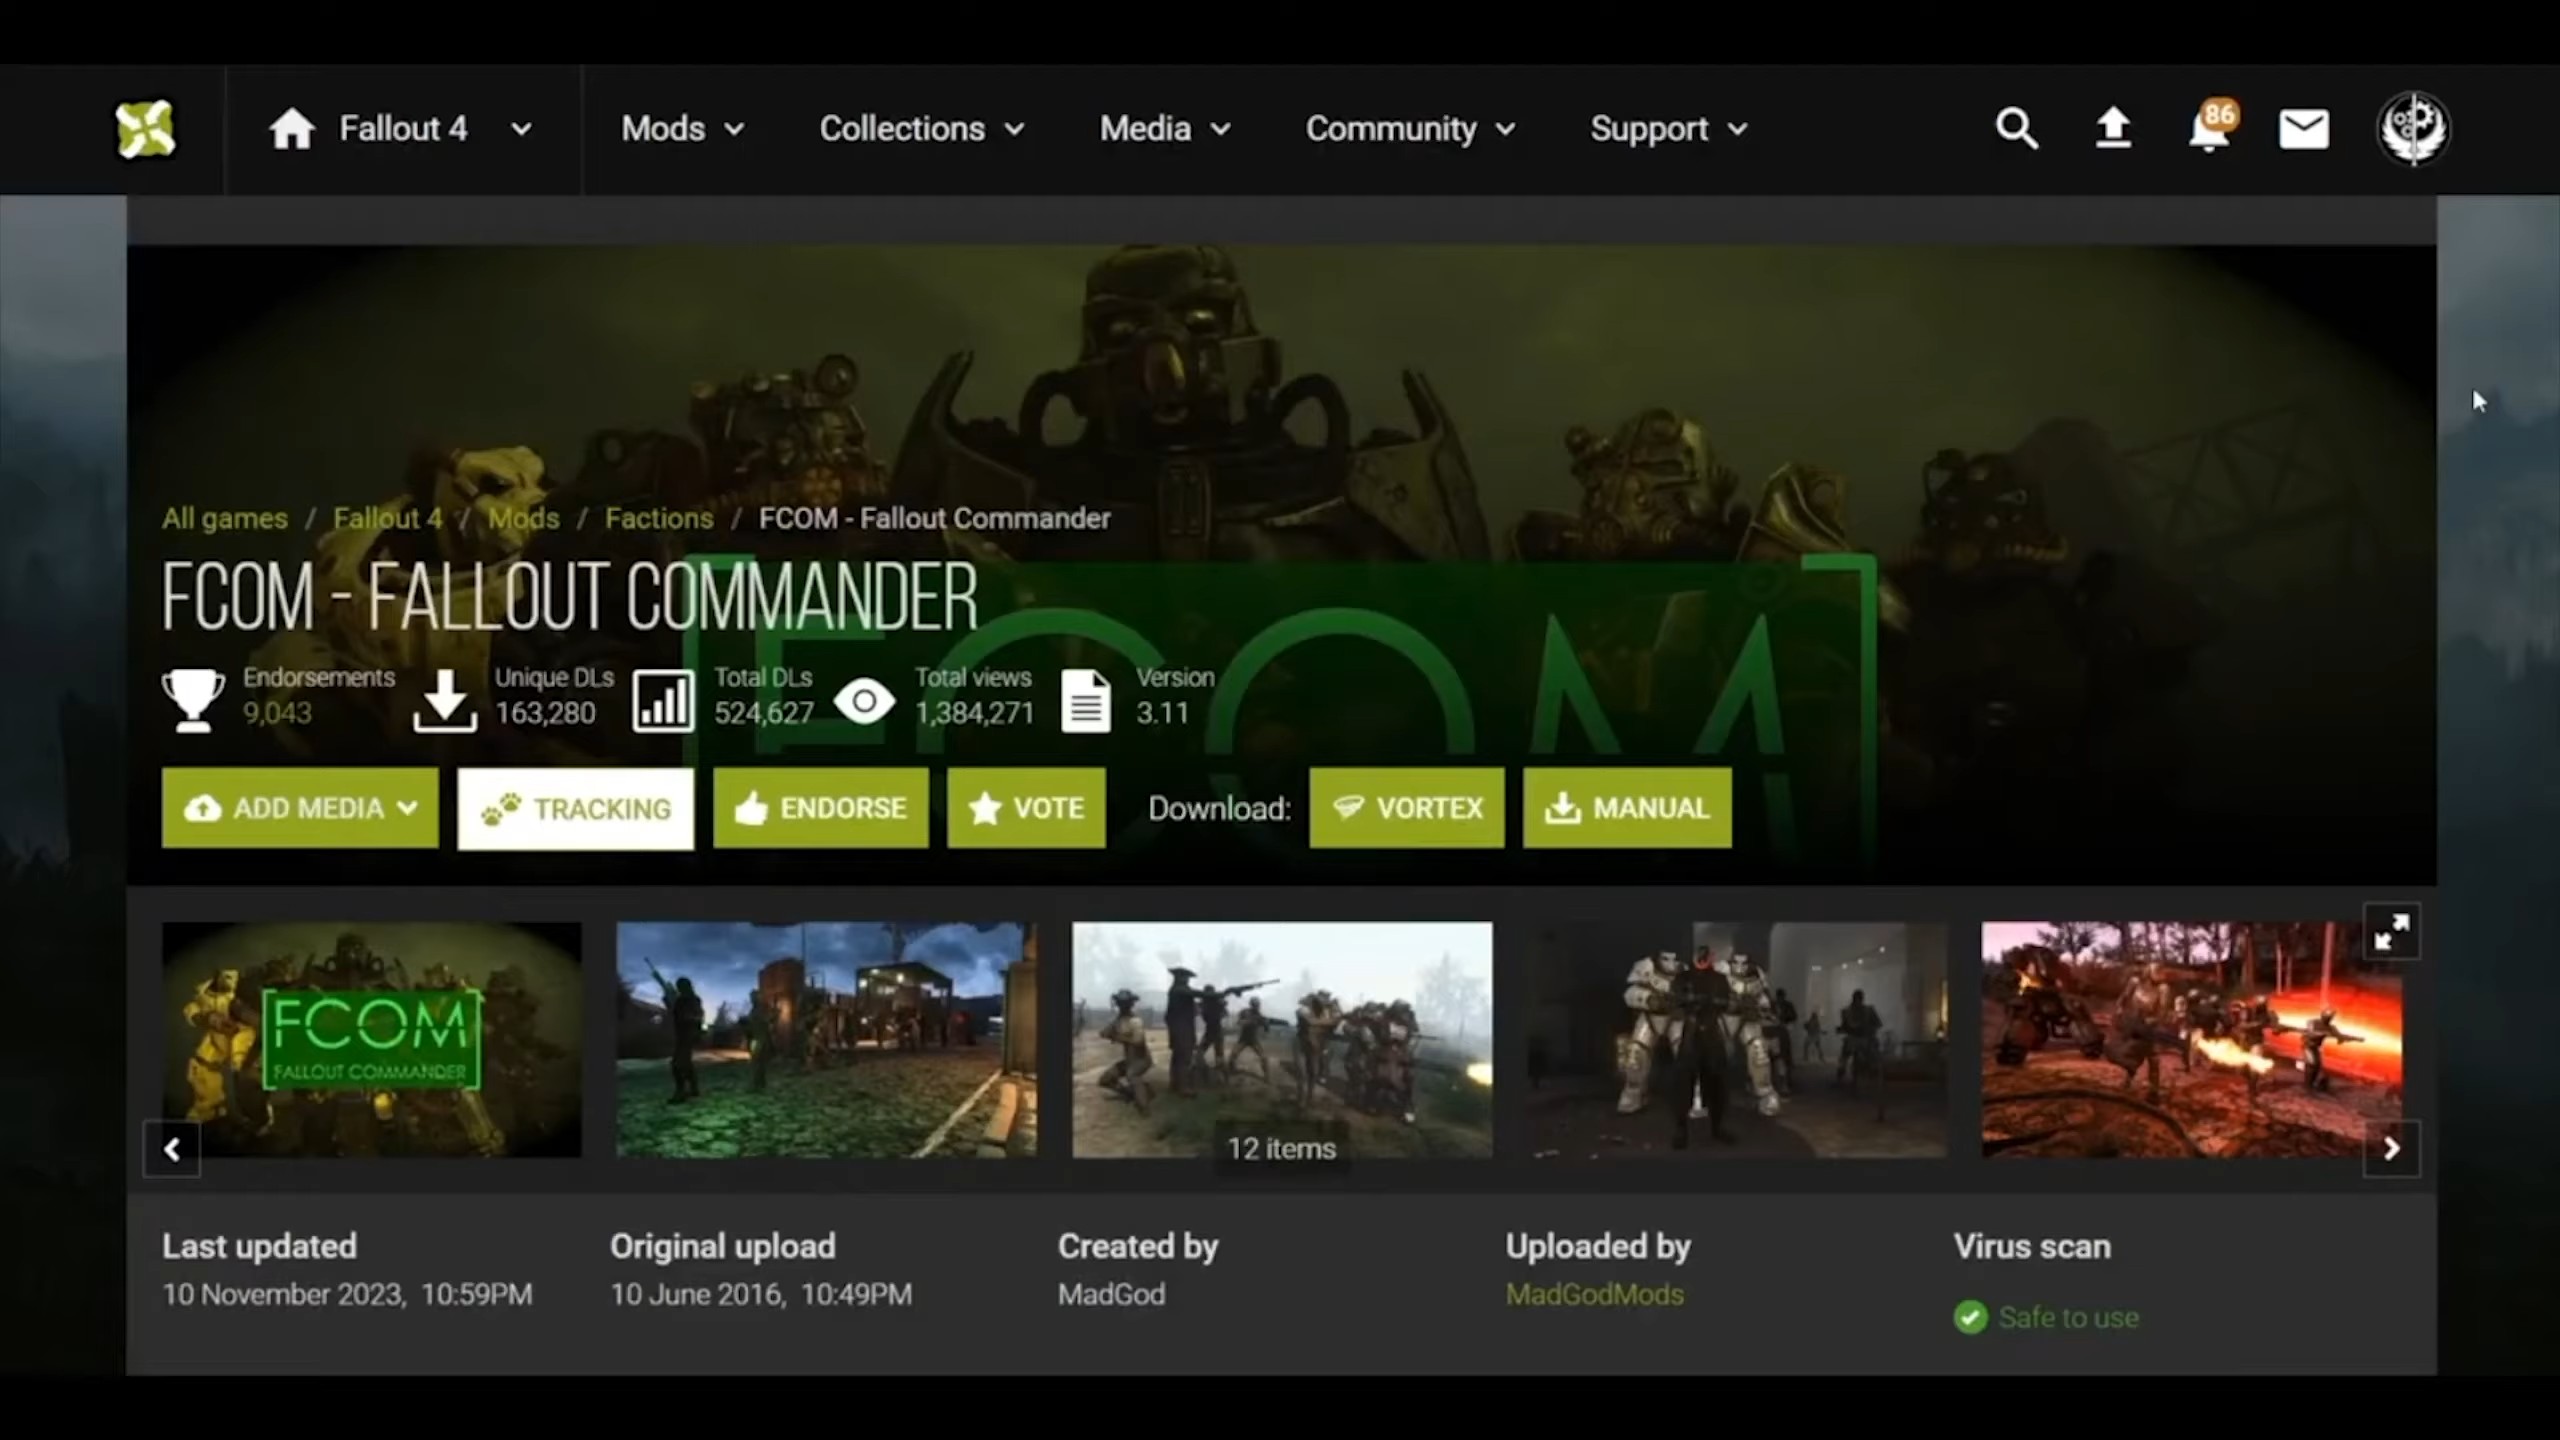 Fallout 4
Mods
Collections
Media
Community
Support
86
All games / Fallout 4 / Mods / Factions / FCOM - Fallout Commander
FCOM - FALLOUT COMMANDER
FCOM
Endorsements
9,043
Unique DLs
163,280
Total DLs
524,627
Total views
1,384,271
Version
3.11
ADD MEDIA
TRACKING
ENDORSE
VOTE
Download:
VORTEX
MANUAL
FCOM
FALLOUT COMMANDER
12 items
Last updated
10 November 2023, 10:59PM
Original upload
10 June 2016, 10:49PM
Created by
MadGod
Uploaded by
MadGodMods
Virus scan
Safe to use